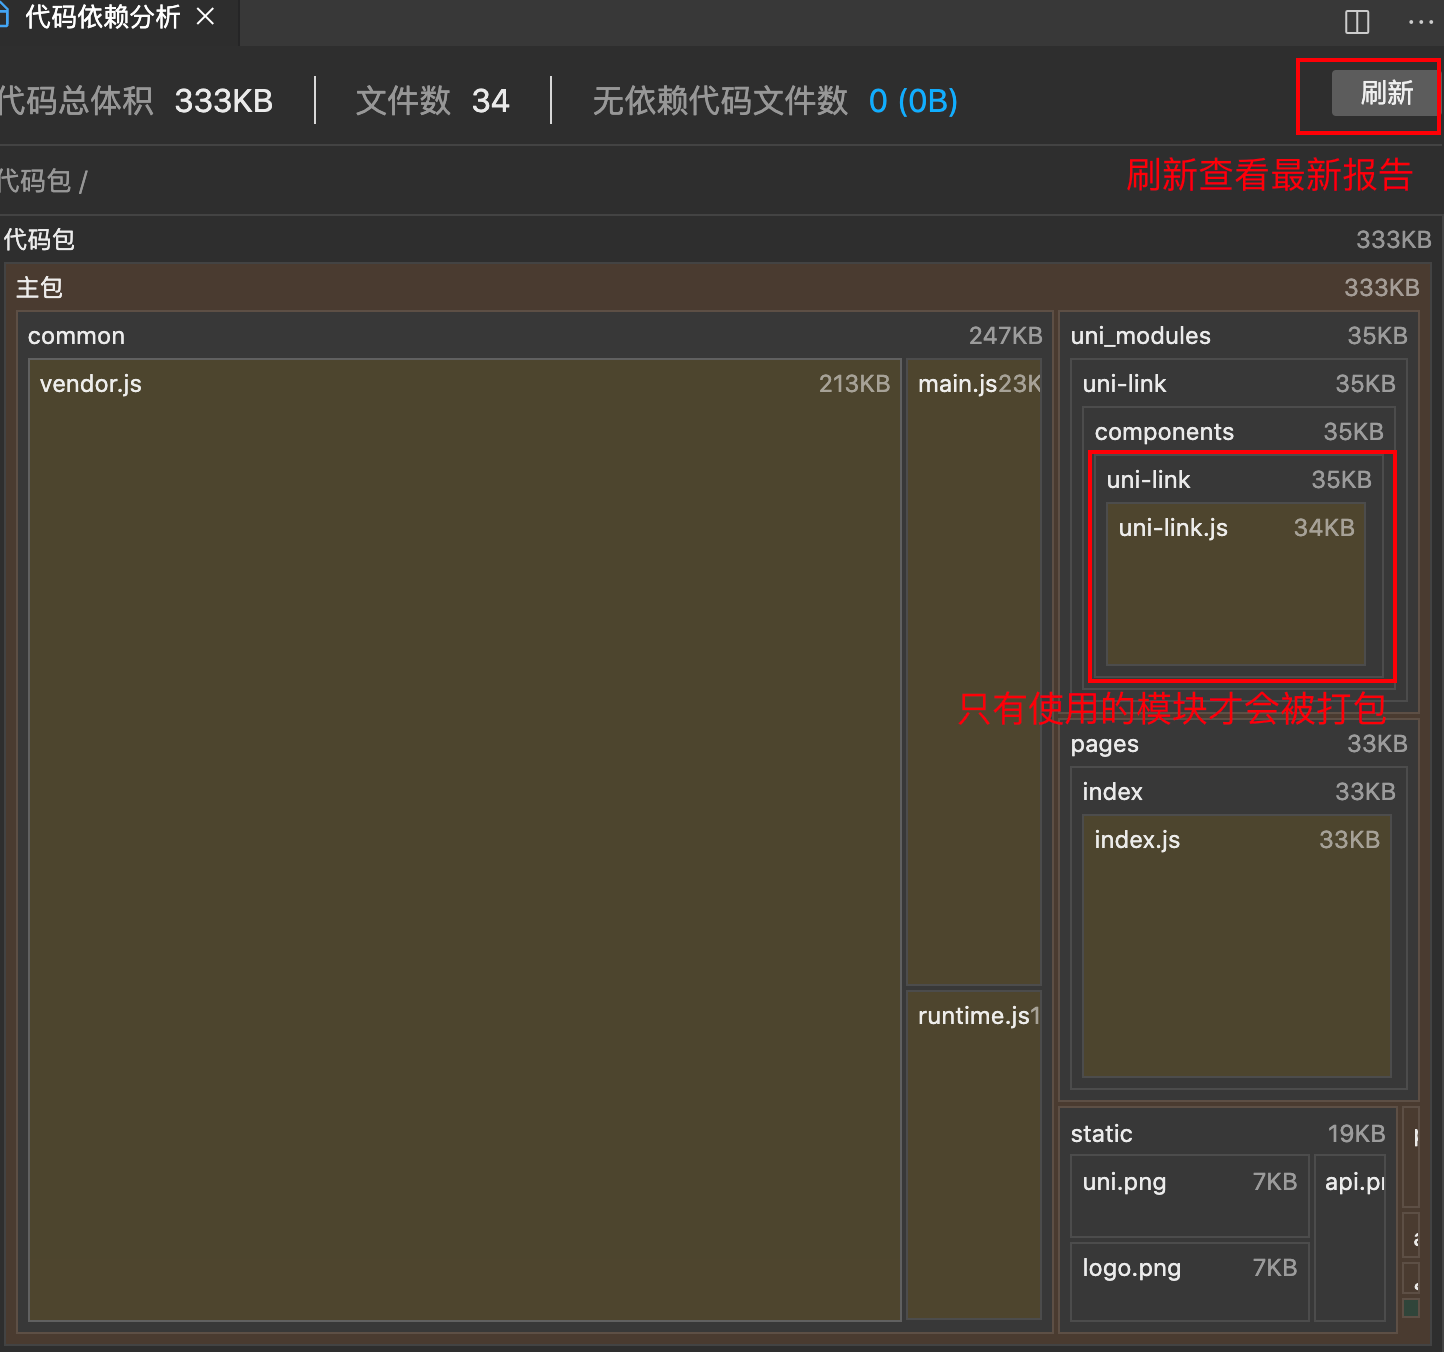 代码依赖分析
代码总体积 333KB
文件数 34
无依赖代码文件数 0 (0B)
刷新
刷新查看最新报告
代码包 /
代码包 333KB
主包 333KB
common 247KB
vendor.js 213KB
main.js 23K
runtime.js 1
uni_modules 35KB
uni-link 35KB
components 35KB
uni-link 35KB
uni-link.js 34KB
只有使用的模块才会被打包
pages 33KB
index 33KB
index.js 33KB
static 19KB
uni.png 7KB
api.p
logo.png 7KB